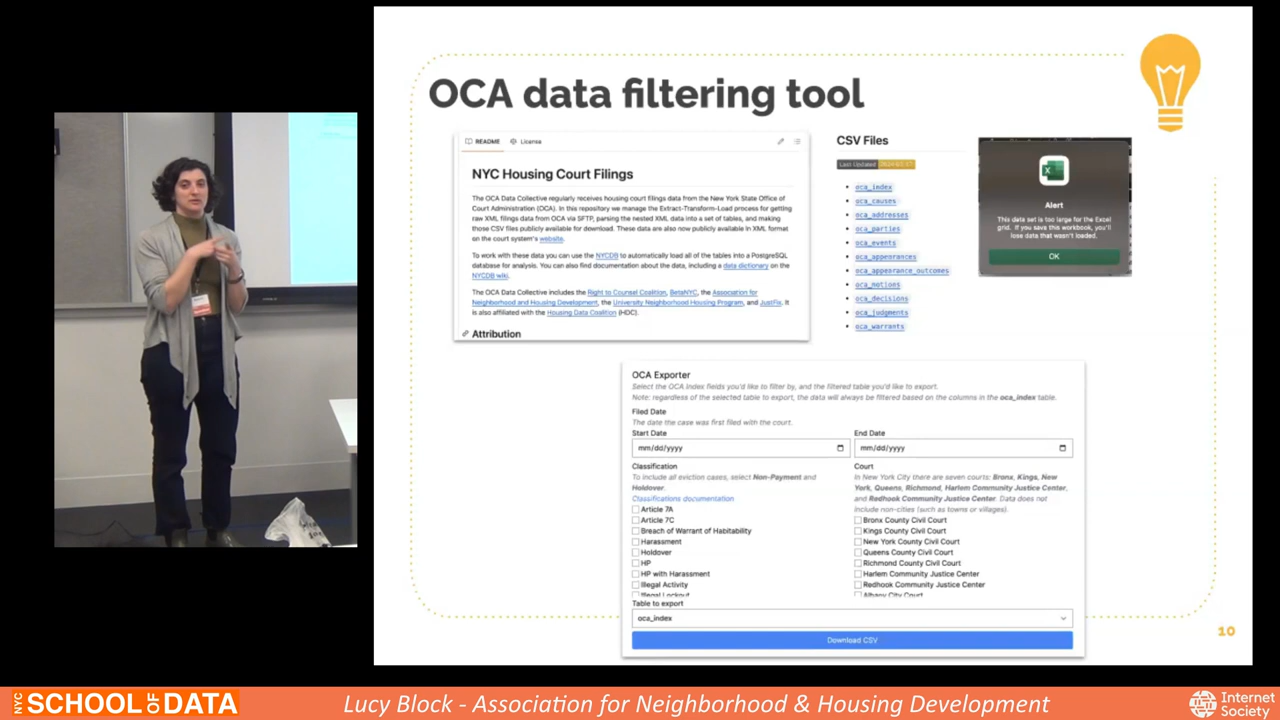 OCA data filtering tool
README
License
NYC Housing Court Filings
The OCA Data Collective regularly receives housing court filings data from the New York State Office of
Court Administration (OCA). In this repository we manage the Extract-Transform-Load process for getting
raw XML filings data from OCA via SFTP, parsing the nested XML data into a set of tables, and making
those CSV files publicly available for download. These data are also now publicly available in XML format
on the court system's website.
To work with these data you can use the NYCDB to automatically load all of the tables into a PostgreSQL
database for analysis. You can also find documentation about the data, including a data dictionary on the
NYCDB wiki.
The OCA Data Collective includes the Right to Counsel Coalition, BetaNYC, the Association for
Neighborhood and Housing Development, the University Neighborhood Housing Program, and JustFix. It
is also affiliated with the Housing Data Coalition (HDC).
Attribution
CSV Files
Last Updated
oca_index
oca_causes
oca_addresses
oca_parties
oca_events
oca_appearances
oca_appearance_outcomes
oca_motions
oca_decisions
oca_judgments
oca_warrants
Alert
This data set is too large for the Excel
grid. If you save this workbook, you'll
lose data that wasn't loaded.
OK
OCA Exporter
Select the OCA index fields you'd like to filter by, and the filtered table you'd like to export.
Note: regardless of the selected table to export, the data will always be filtered based on the columns in the oca_index table.
Filed Date
The date the case was first filed with the court.
Start Date
mm/dd/yyyy
End Date
mm/dd/yyyy
Classification
To include all eviction cases, select Non-Payment and
Holdover.
Classifications documentation
Article 7A
Article 7C
Breach of Warrant of Habitability
Harassment
Holdover
HP
HP with Harassment
Illegal Activity
Illegal Lockout
Court
In New York City there are seven courts: Bronx, Kings, New
York, Queens, Richmond, Harlem Community Justice Center,
and Redhook Community Justice Center. Data does not
include non-cities (such as towns or villages).
Bronx County Civil Court
Kings County Civil Court
New York County Civil Court
Queens County Civil Court
Richmond County Civil Court
Harlem Community Justice Center
Redhook Community Justice Center
Albany City Court
Table to export
oca_index
Download CSV
10
NYC SCHOOL OF DATA
Lucy Block - Association for Neighborhood & Housing Development
Internet
Society